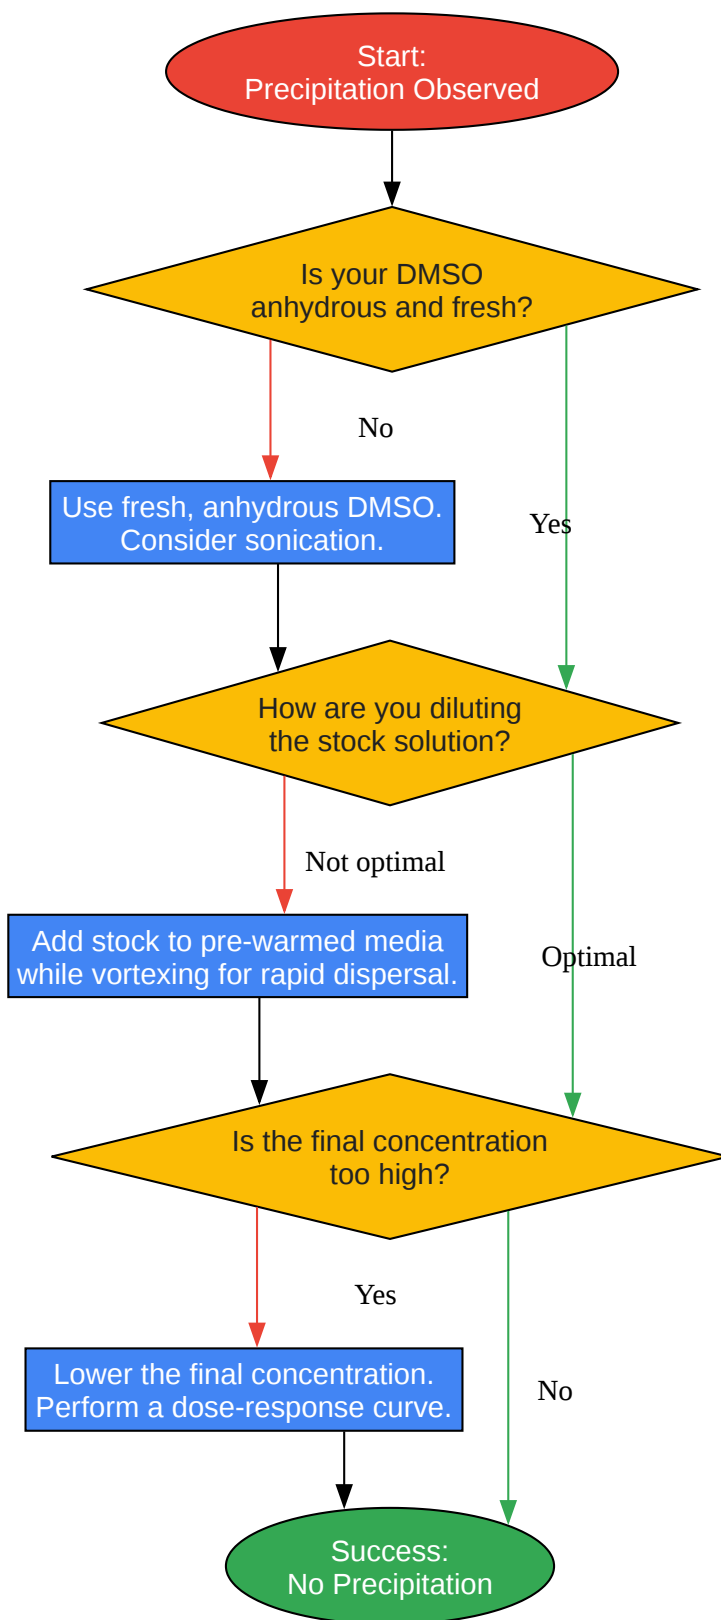 Start:
Precipitation Observed
Is your DMSO
anhydrous and fresh?
No
Use fresh, anhydrous DMSO.
Consider sonication.
Yes
How are you diluting
the stock solution?
Not optimal
Add stock to pre-warmed media
while vortexing for rapid dispersal.
Optimal
Is the final concentration
too high?
Yes
Lower the final concentration.
Perform a dose-response curve.
No
Success:
No Precipitation